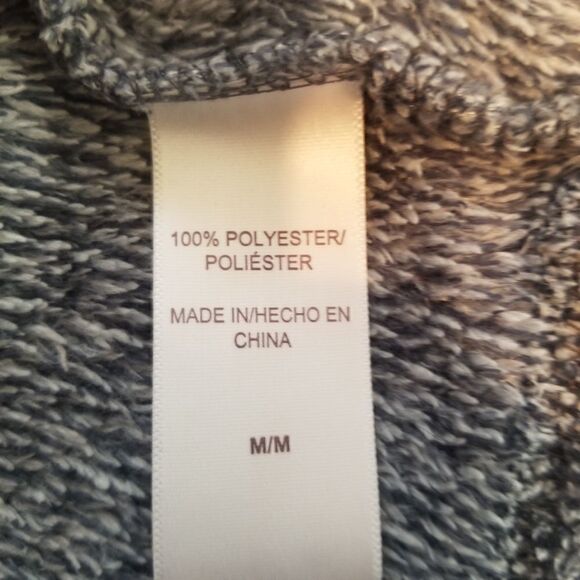 100% POLYESTER/
POLIÉSTER
MADE IN/HECHO EN
CHINA
M/M